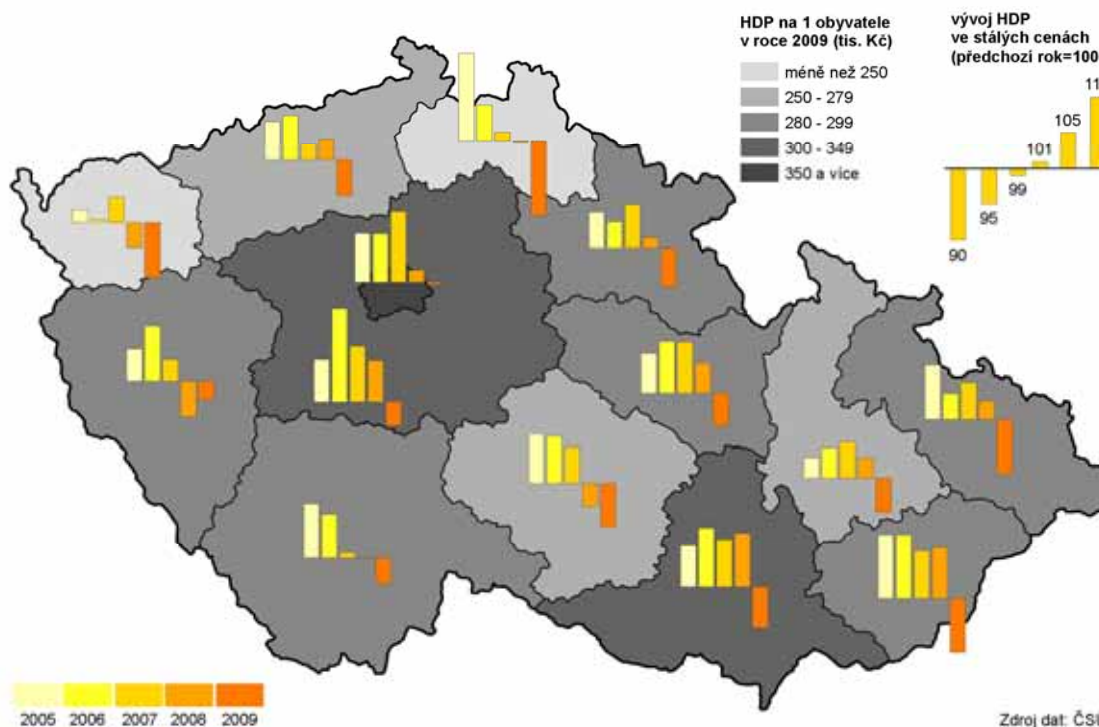 HDP na 1 obyvatele
v roce 2009 (tis. Kč)
méně než 250
250 - 279
280 - 299
300 - 349
350 a více
vývoj HDP
ve stálých cenách
(předchozí rok=100
90
95
99
101
105
11
2005 2006 2007 2008 2009
Zdroj dat: ČS